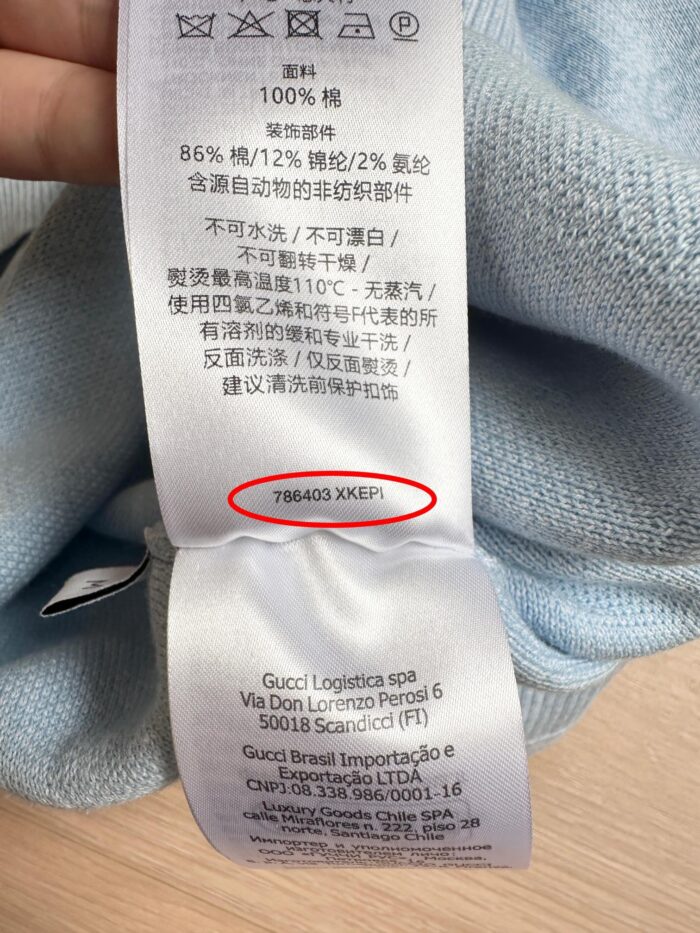 面料
100% 棉
装饰部件
86% 棉/12% 锦纶/2% 氨纶
含源自动物的非纺织部件
不可水洗 / 不可漂白 /
不可翻转干燥 /
熨烫最高温度110℃ - 无蒸汽 /
使用四氯乙烯和符号F代表的所
有溶剂的缓和专业干洗 /
反面洗涤 / 仅反面熨烫 /
建议清洗前保护扣饰
786403 XKEPI
M
Gucci Logistica spa
Via Don Lorenzo Perosi 6
50018 Scandicci (FI)
Gucci Brasil Importação e
Exportação LTDA
CNPJ:08.338.986/0001-16
Luxury Goods Chile SPA
calle Miraflores n. 222, piso 28
norte, Santiago Chile
Импортер и уполномоченное
изготовителем лицо: